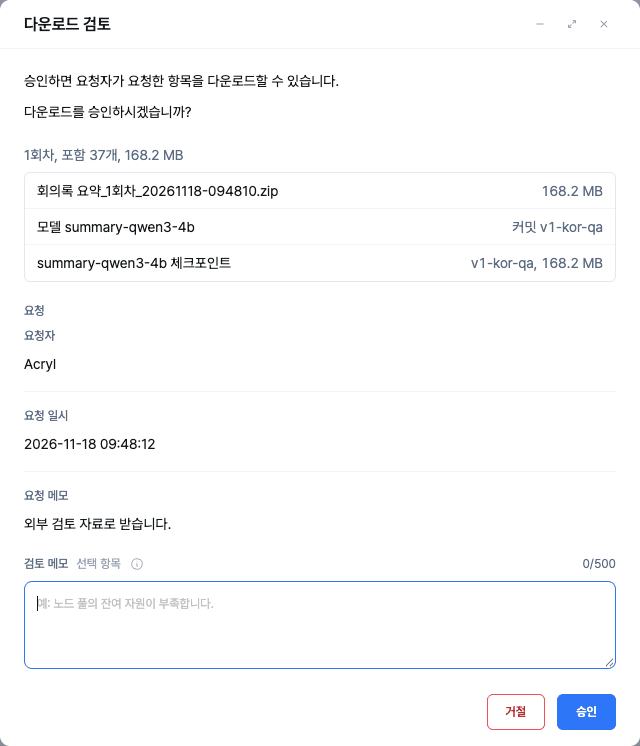 다운로드 검토
승인하면 요청자가 요청한 항목을 다운로드할 수 있습니다.
다운로드를 승인하시겠습니까?
1회차, 포함 37개, 168.2 MB
회의록 요약_1회차_20261118-094810.zip 168.2 MB
모델 summary-qwen3-4b 커밋 v1-kor-qa
summary-qwen3-4b 체크포인트 v1-kor-qa, 168.2 MB
요청
요청자
Acryl
요청 일시
2026-11-18 09:48:12
요청 메모
외부 검토 자료로 받습니다.
검토 메모 선택 항목 0/500
예: 노드 풀의 잔여 자원이 부족합니다.
거절 승인